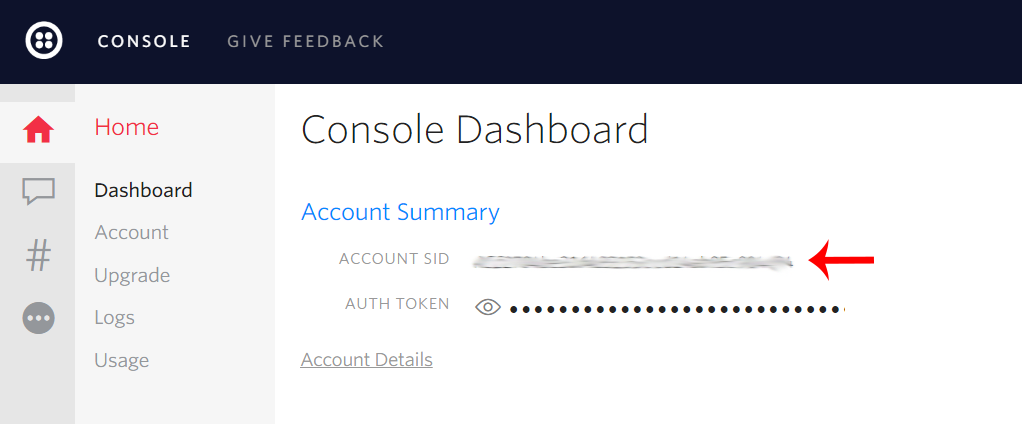 CONSOLE GIVE FEEDBACK
Home
Dashboard
Account
Upgrade
Logs
Usage
Console Dashboard
Account Summary
ACCOUNT SID
AUTH TOKEN ••••••••••••••••••••••••••••
Account Details